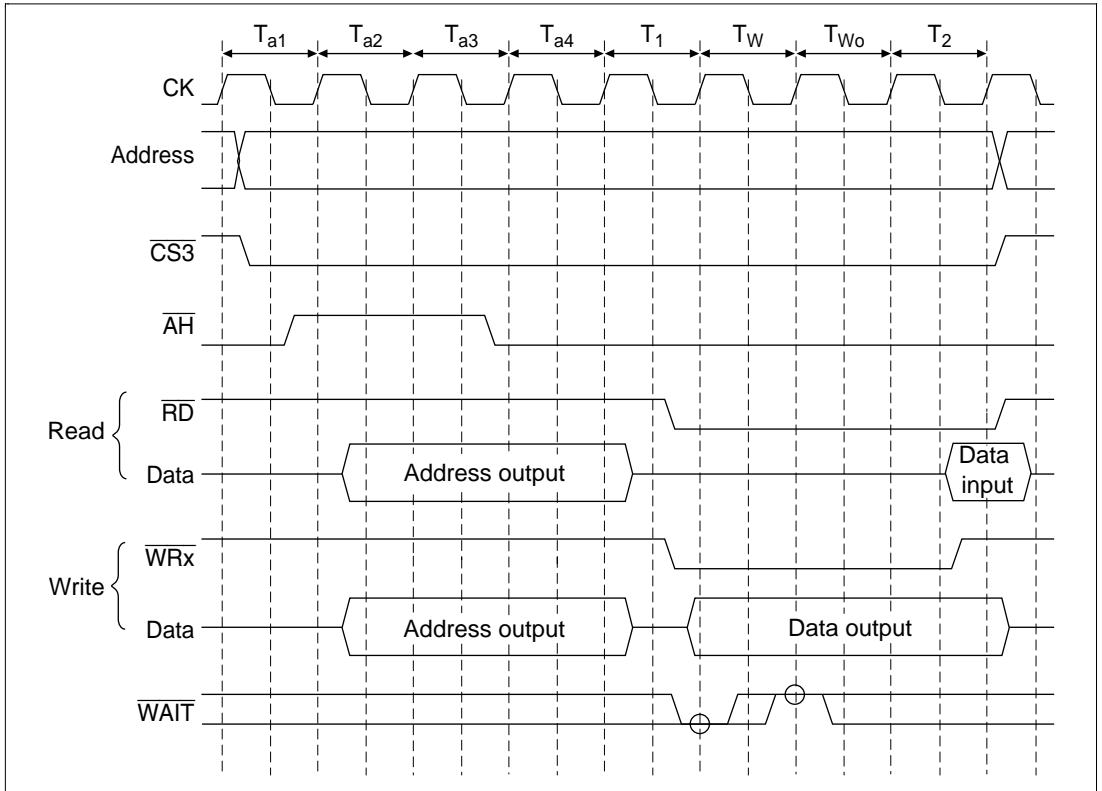 Ta1 Ta2 Ta3 Ta4 T1 TW TWo T2
CK
Address
CS3
AH
Read
RD
Data Address output Data input
Write
WRx
Data Address output Data output
WAIT